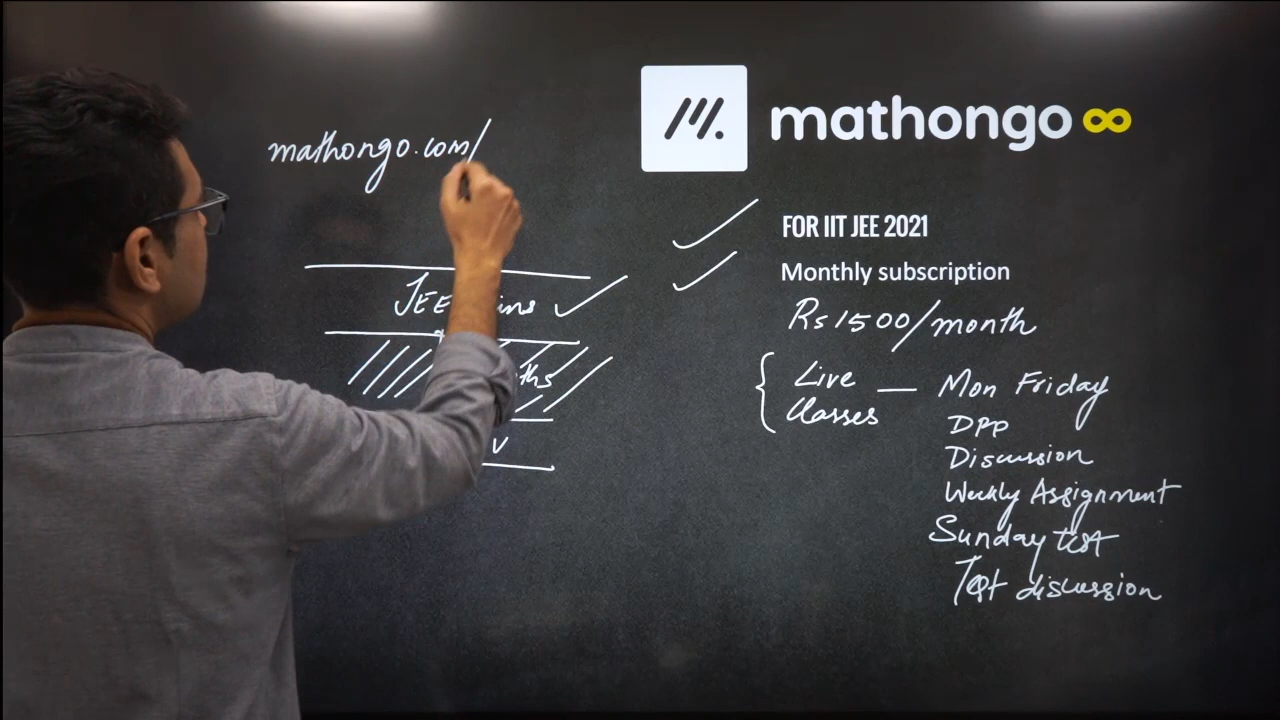 mathongo.com/
JEE
mathongo
FOR IIT JEE 2021
Monthly subscription
Rs 1500/month
Live Classes — Mon Friday
DPP
Discussion
Weekly Assignment
Sunday test
Test discussion